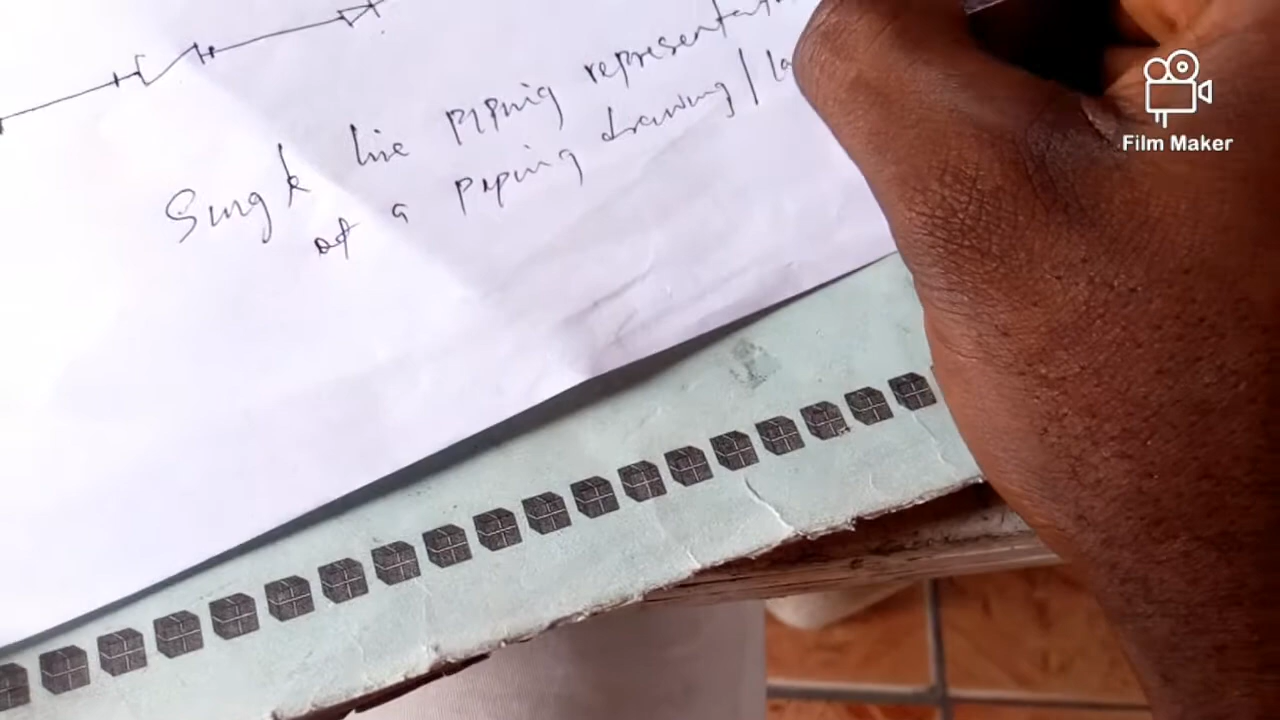 Single line piping representat
of a piping drawing / la
Film Maker